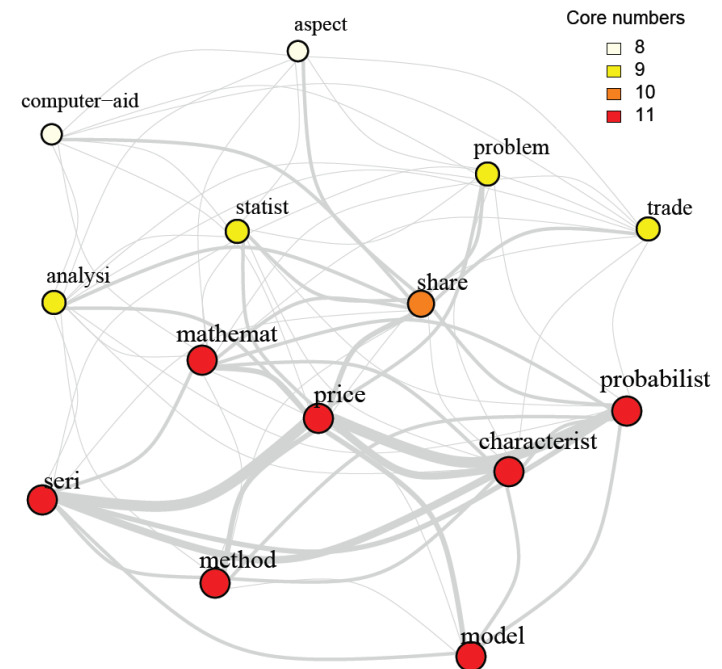 Core numbers
8
9
10
11
aspect
computer-aid
problem
statist
trade
analysi
share
mathemat
price
probabilist
characterist
seri
method
model